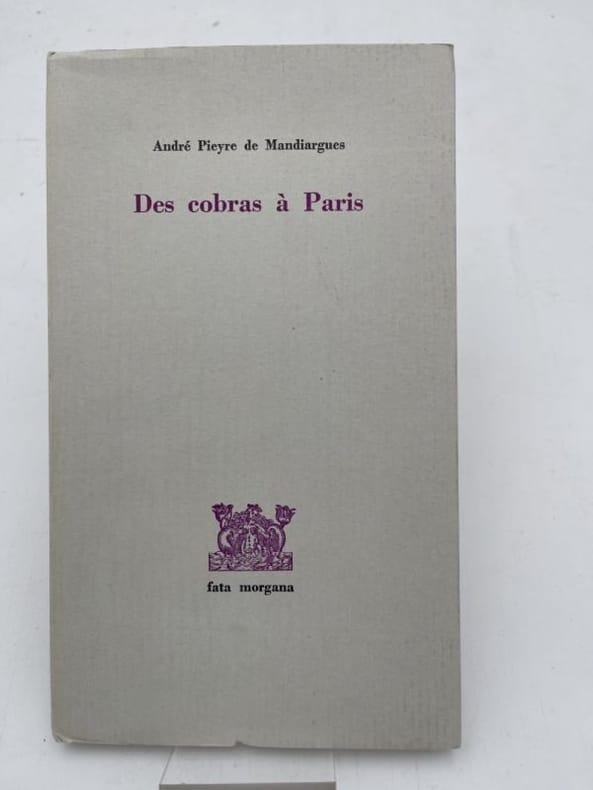 André Pieyre de Mandiargues
Des cobras à Paris
fata morgana